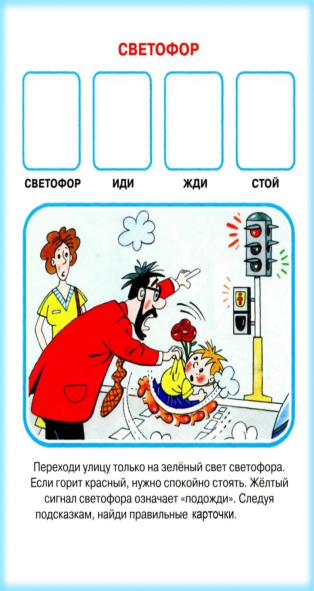 СВЕТОФОР
СВЕТОФОР ИДИ ЖДИ СТОЙ
Переходи улицу только на зелёный свет светофора.
Если горит красный, нужно спокойно стоять. Жёлтый
сигнал светофора означает «подожди». Следуя
подсказкам, найди правильные карточки.